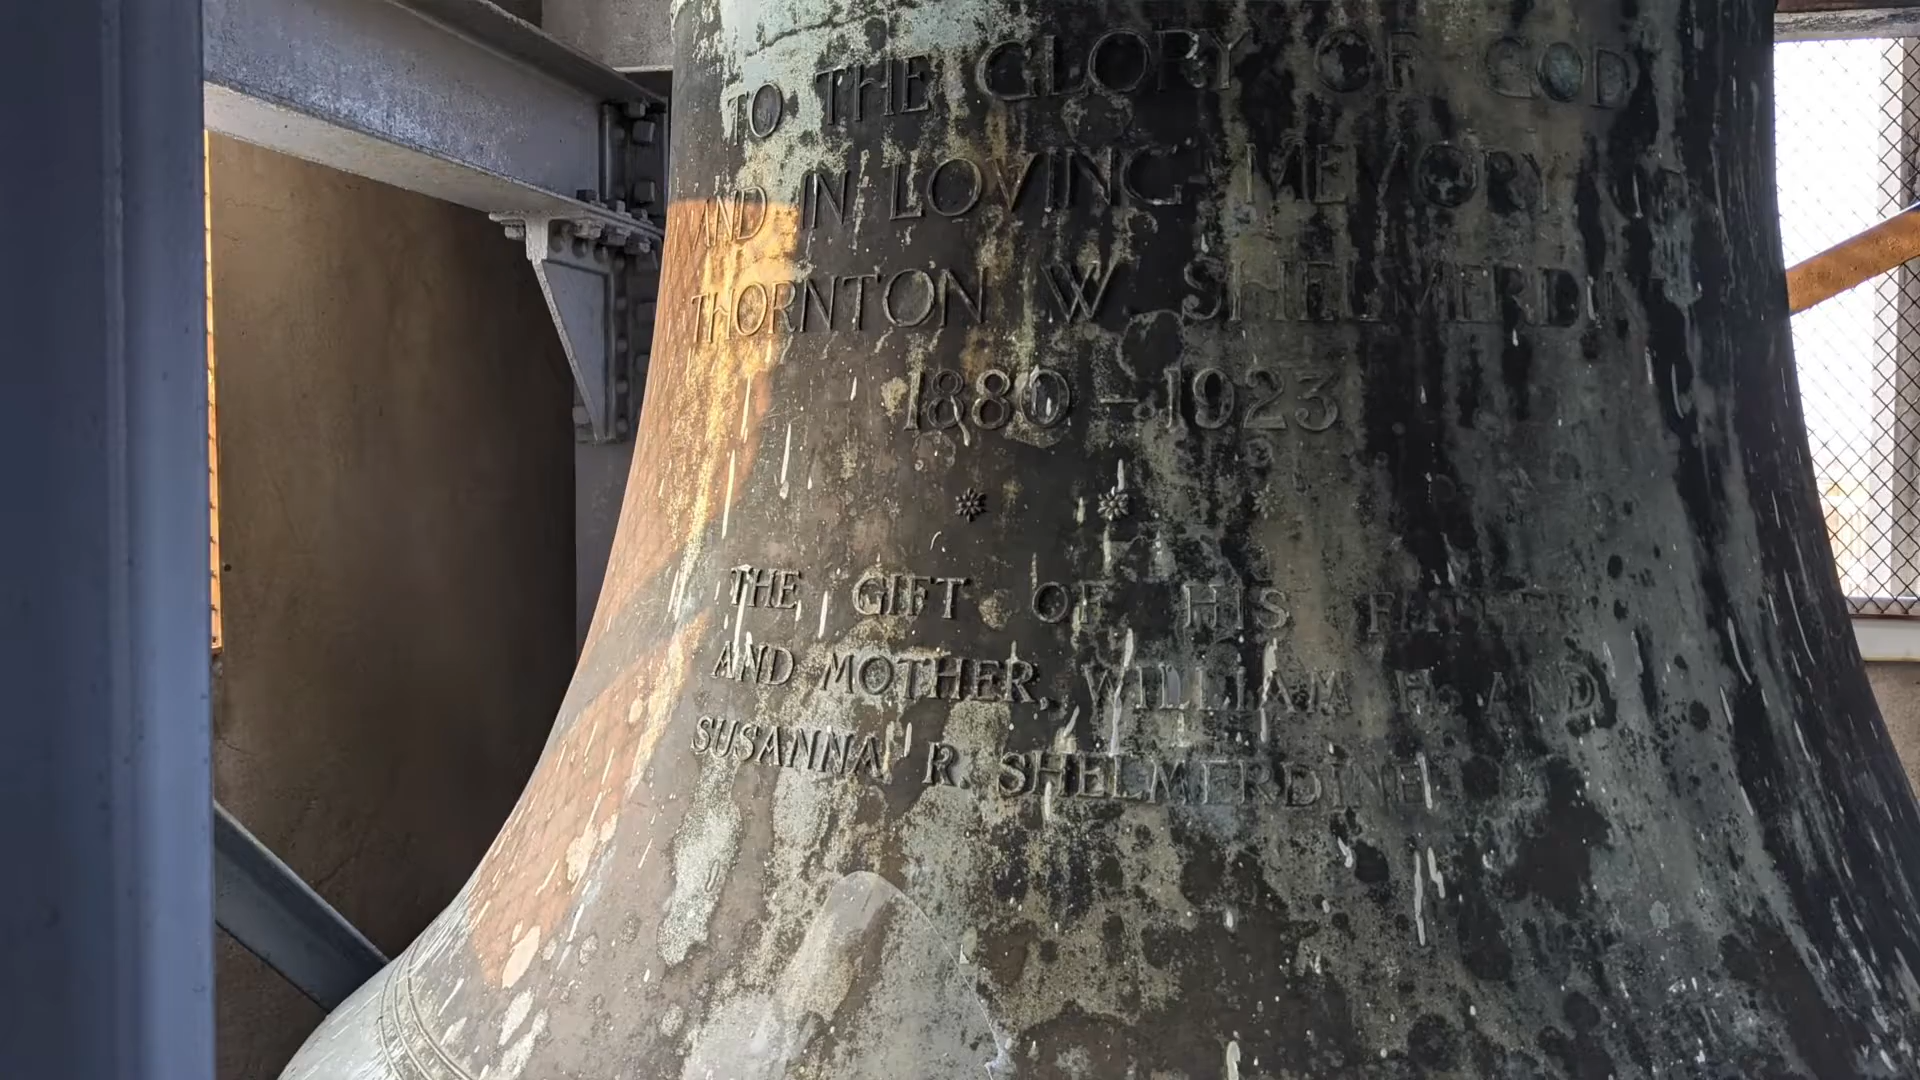 TO THE GLORY OF GOD
AND IN LOVING MEMORY OF
THORNTON W. SHELMERDIN
1880 – 1923
THE GIFT OF HIS FATHER
AND MOTHER, WILLIAM H. AND
SUSANNA R. SHELMERDINE